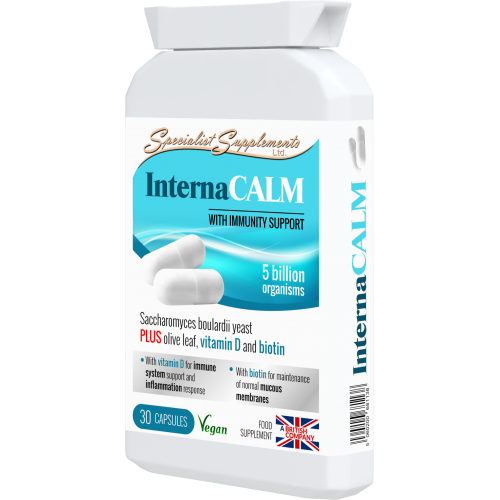 Specialist Supplements
Ltd.
InternaCALM
WITH IMMUNITY SUPPORT
5 billion
organisms
Saccharomyces boulardii yeast
PLUS olive leaf, vitamin D and biotin
• With vitamin D for immune
system support and
inflammation response
• With biotin for maintenance
of normal mucous
membranes
30 CAPSULES
Vegan
FOOD
SUPPLEMENT
A BRITISH
COMPANY
InternaCALM